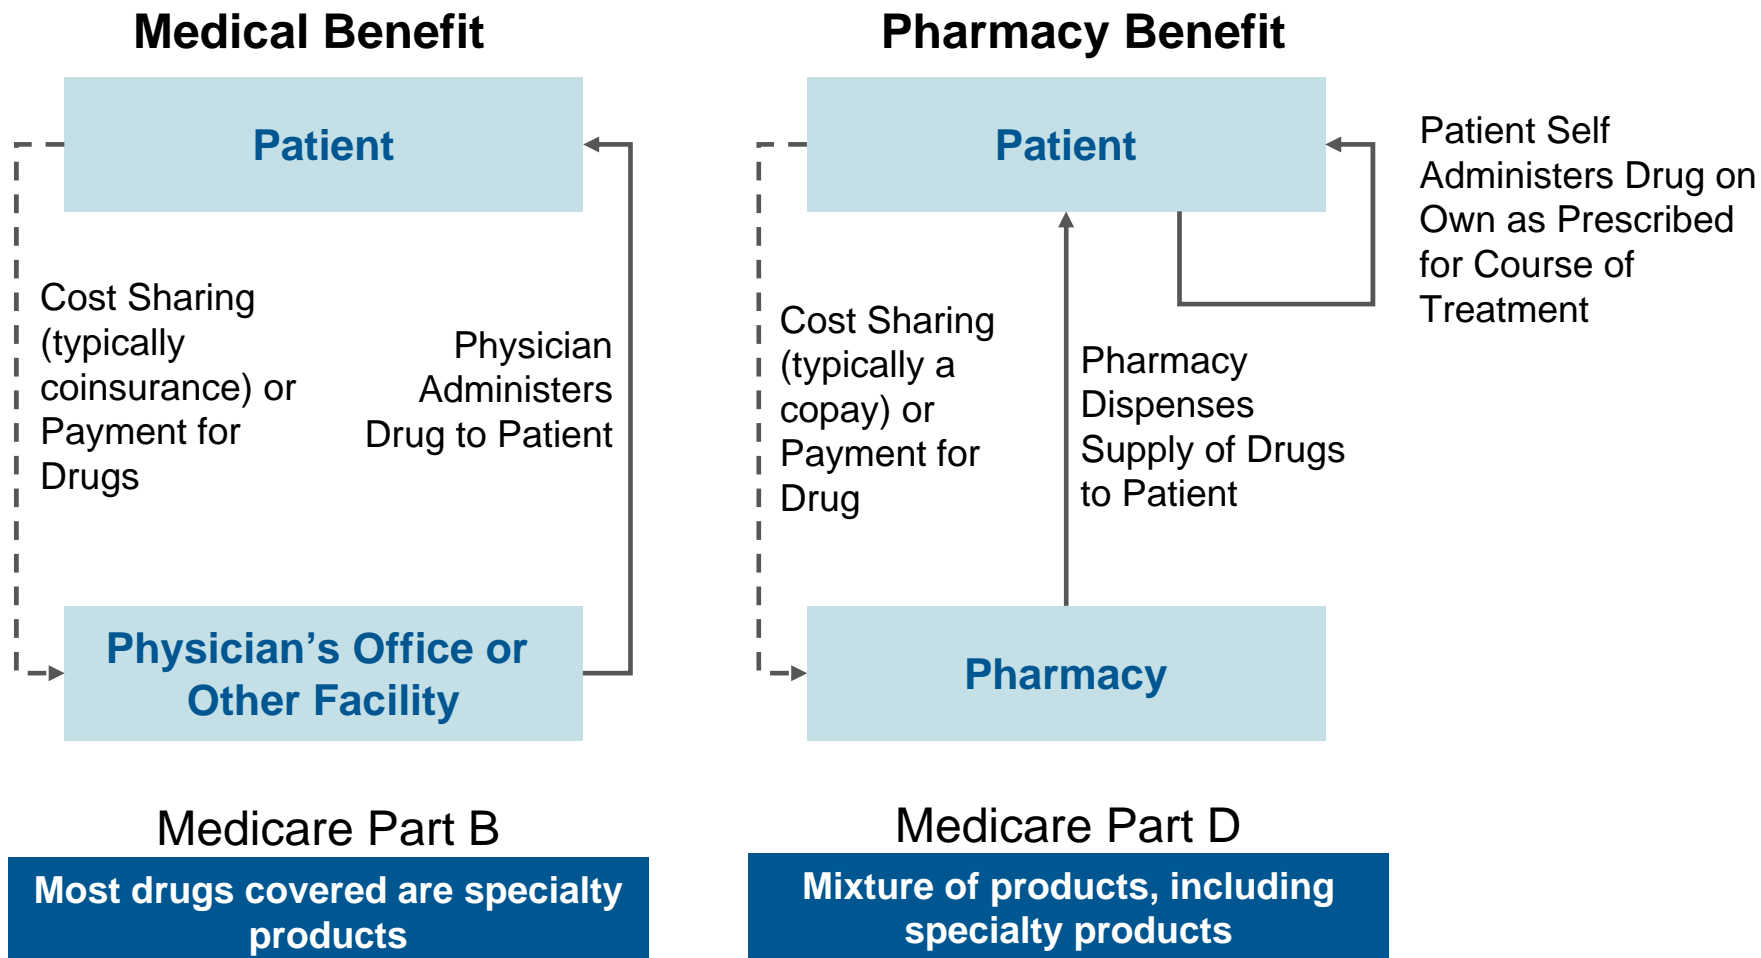 Medical Benefit
Patient
Cost Sharing
(typically
coinsurance) or
Payment for
Drugs
Physician
Administers
Drug to Patient
Physician’s Office or
Other Facility
Medicare Part B
Most drugs covered are specialty
products
Pharmacy Benefit
Patient
Patient Self
Administers Drug on
Own as Prescribed
for Course of
Treatment
Cost Sharing
(typically a
copay) or
Payment for
Drug
Pharmacy
Dispenses
Supply of Drugs
to Patient
Pharmacy
Medicare Part D
Mixture of products, including
specialty products